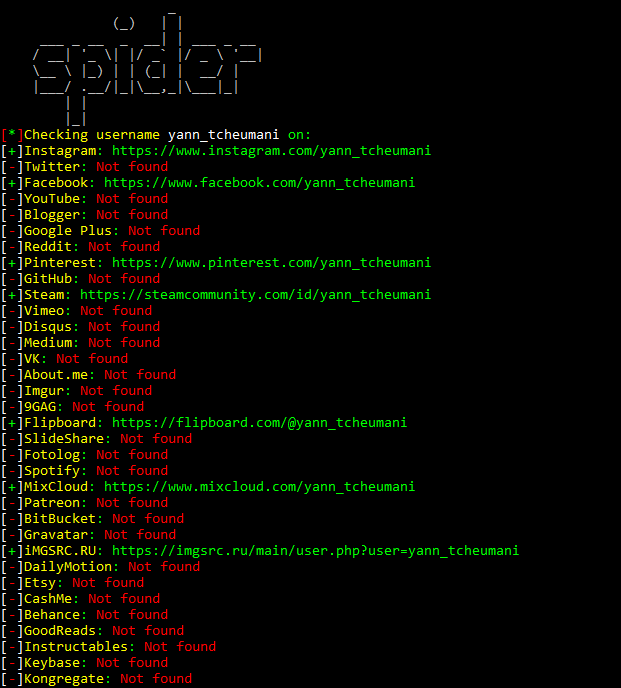 spider
[*]Checking username yann_tcheumani on:
[+]Instagram: https://www.instagram.com/yann_tcheumani
[-]Twitter: Not found
[+]Facebook: https://www.facebook.com/yann_tcheumani
[-]YouTube: Not found
[-]Blogger: Not found
[-]Google Plus: Not found
[-]Reddit: Not found
[+]Pinterest: https://www.pinterest.com/yann_tcheumani
[-]GitHub: Not found
[+]Steam: https://steamcommunity.com/id/yann_tcheumani
[-]Vimeo: Not found
[-]Disqus: Not found
[-]Medium: Not found
[-]VK: Not found
[-]About.me: Not found
[-]Imgur: Not found
[-]9GAG: Not found
[+]Flipboard: https://flipboard.com/@yann_tcheumani
[-]SlideShare: Not found
[-]Fotolog: Not found
[-]Spotify: Not found
[+]MixCloud: https://www.mixcloud.com/yann_tcheumani
[-]Patreon: Not found
[-]BitBucket: Not found
[-]Gravatar: Not found
[+]iMGSRC.RU: https://imgsrc.ru/main/user.php?user=yann_tcheumani
[-]DailyMotion: Not found
[-]Etsy: Not found
[-]CashMe: Not found
[-]Behance: Not found
[-]GoodReads: Not found
[-]Instructables: Not found
[-]Keybase: Not found
[-]Kongregate: Not found